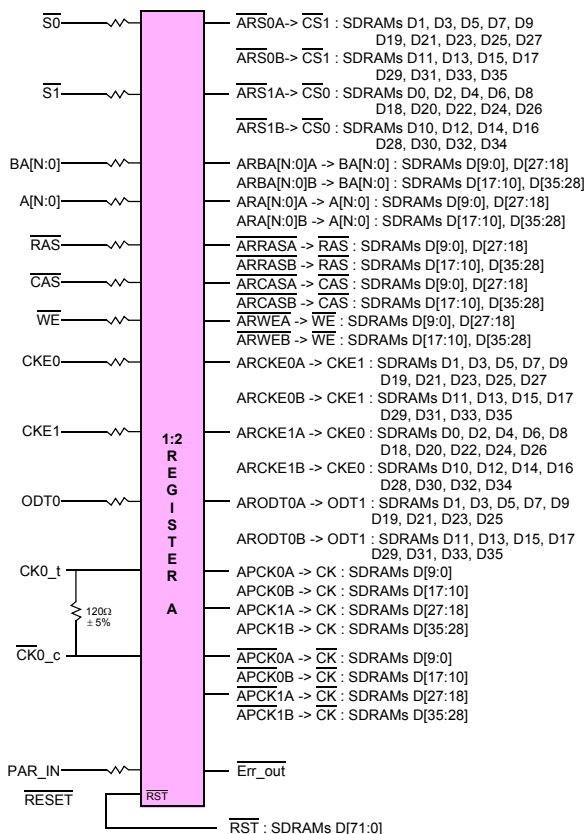 S0 ARS0A-> CS1 : SDRAMs D1, D3, D5, D7, D9
D19, D21, D23, D25, D27
ARS0B-> CS1 : SDRAMs D11, D13, D15, D17
D29, D31, D33, D35
S1 ARS1A-> CS0 : SDRAMs D0, D2, D4, D6, D8
D18, D20, D22, D24, D26
ARS1B-> CS0 : SDRAMs D10, D12, D14, D16
D28, D30, D32, D34
BA[N:0] ARBA[N:0]A -> BA[N:0] : SDRAMs D[9:0], D[27:18]
ARBA[N:0]B -> BA[N:0] : SDRAMs D[17:10], D[35:28]
A[N:0] ARA[N:0]A -> A[N:0] : SDRAMs D[9:0], D[27:18]
ARA[N:0]B -> A[N:0] : SDRAMs D[17:10], D[35:28]
RAS ARRASA -> RAS : SDRAMs D[9:0], D[27:18]
ARRASB -> RAS : SDRAMs D[17:10], D[35:28]
CAS ARCASA -> CAS : SDRAMs D[9:0], D[27:18]
ARCASB -> CAS : SDRAMs D[17:10], D[35:28]
WE ARWEA -> WE : SDRAMs D[9:0], D[27:18]
ARWEB -> WE : SDRAMs D[17:10], D[35:28]
CKE0 ARCKE0A -> CKE1 : SDRAMs D1, D3, D5, D7, D9
D19, D21, D23, D25, D27
ARCKE0B -> CKE1 : SDRAMs D11, D13, D15, D17
D29, D31, D33, D35
CKE1 ARCKE1A -> CKE0 : SDRAMs D0, D2, D4, D6, D8
D18, D20, D22, D24, D26
ARCKE1B -> CKE0 : SDRAMs D10, D12, D14, D16
D28, D30, D32, D34
ODT0 ARODT0A -> ODT1 : SDRAMs D1, D3, D5, D7, D9
D19, D21, D23, D25
ARODT0B -> ODT1 : SDRAMs D11, D13, D15, D17
D29, D31, D33, D35
1:2
R
E
G
I
S
T
E
R
A
CK0_t APCK0A -> CK : SDRAMs D[9:0]
APCK0B -> CK : SDRAMs D[17:10]
120Ω
±5%
APCK1A -> CK : SDRAMs D[27:18]
APCK1B -> CK : SDRAMs D[35:28]
CK0_c APCK0A -> CK : SDRAMs D[9:0]
APCK0B -> CK : SDRAMs D[17:10]
APCK1A -> CK : SDRAMs D[27:18]
APCK1B -> CK : SDRAMs D[35:28]
PAR_IN Err_out
RESET RST
RST : SDRAMs D[71:0]